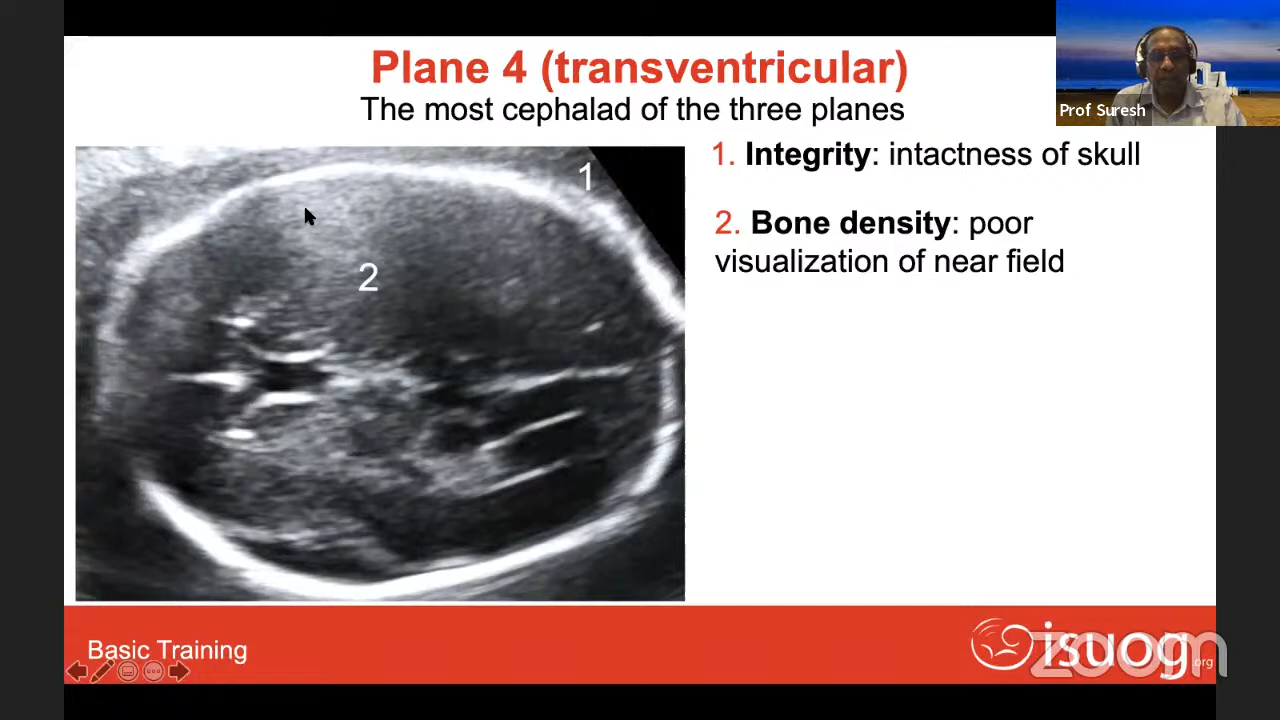 Plane 4 (transventricular)
The most cephalad of the three planes
Prof Suresh
1. Integrity: intactness of skull
2. Bone density: poor
visualization of near field
1
2
Basic Training
isuog.org
zoom